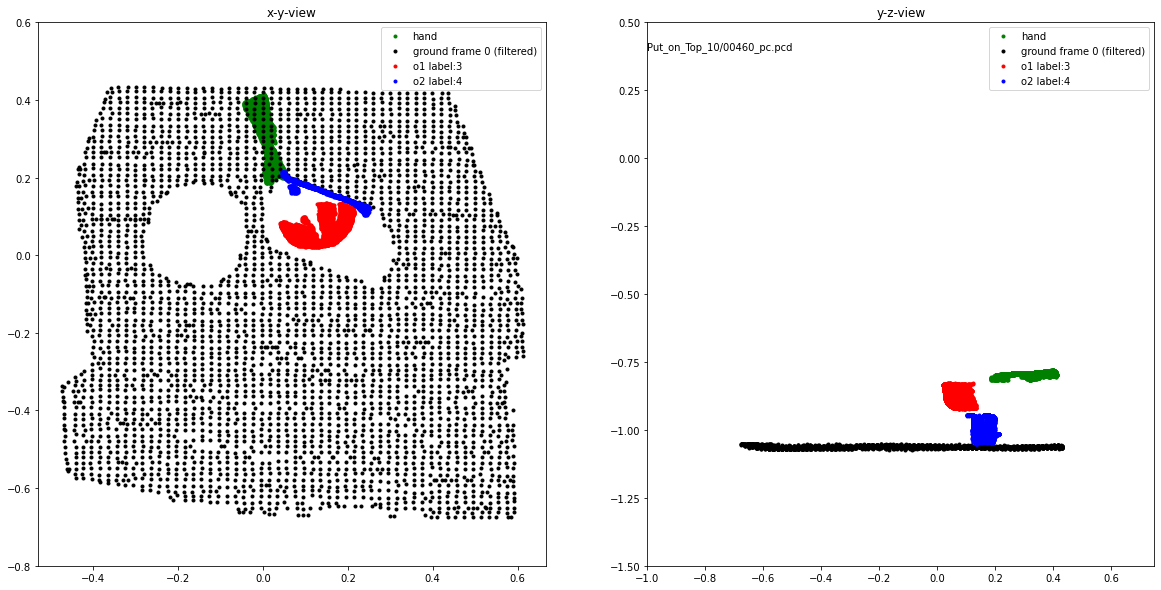 x-y-view
hand
ground frame 0 (filtered)
o1 label:3
o2 label:4
0.6
0.4
0.2
0.0
−0.2
−0.4
−0.6
−0.8
−0.4
−0.2
0.0
0.2
0.4
0.6
y-z-view
Put_on_Top_10/00460_pc.pcd
hand
ground frame 0 (filtered)
o1 label:3
o2 label:4
0.50
0.25
0.00
−0.25
−0.50
−0.75
−1.00
−1.25
−1.50
−1.0
−0.8
−0.6
−0.4
−0.2
0.0
0.2
0.4
0.6